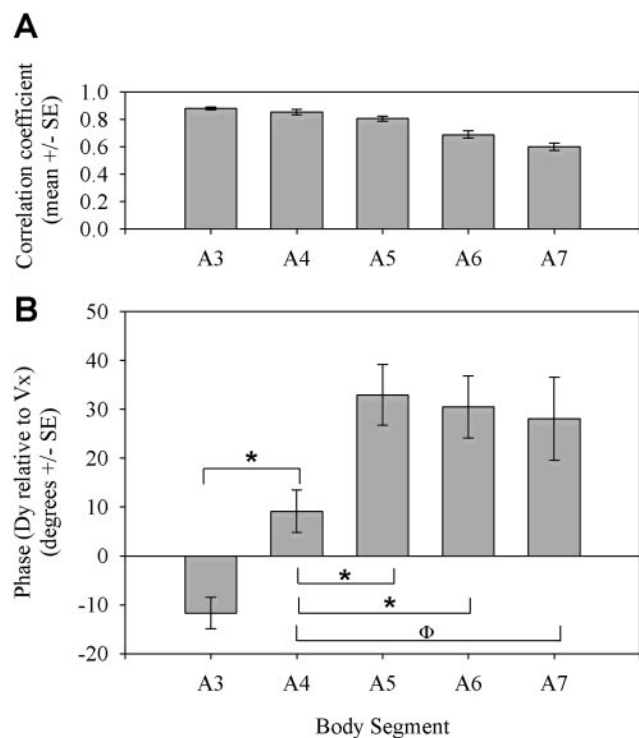 A
Correlation coefficient
(mean +/- SE)
1.0
0.8
0.6
0.4
0.2
0.0
A3 A4 A5 A6 A7
B
Phase (Dy relative to Vx)
(degrees +/- SE)
50
40
30
20
10
0
-10
-20
*
*
*
Φ
A3 A4 A5 A6 A7
Body Segment